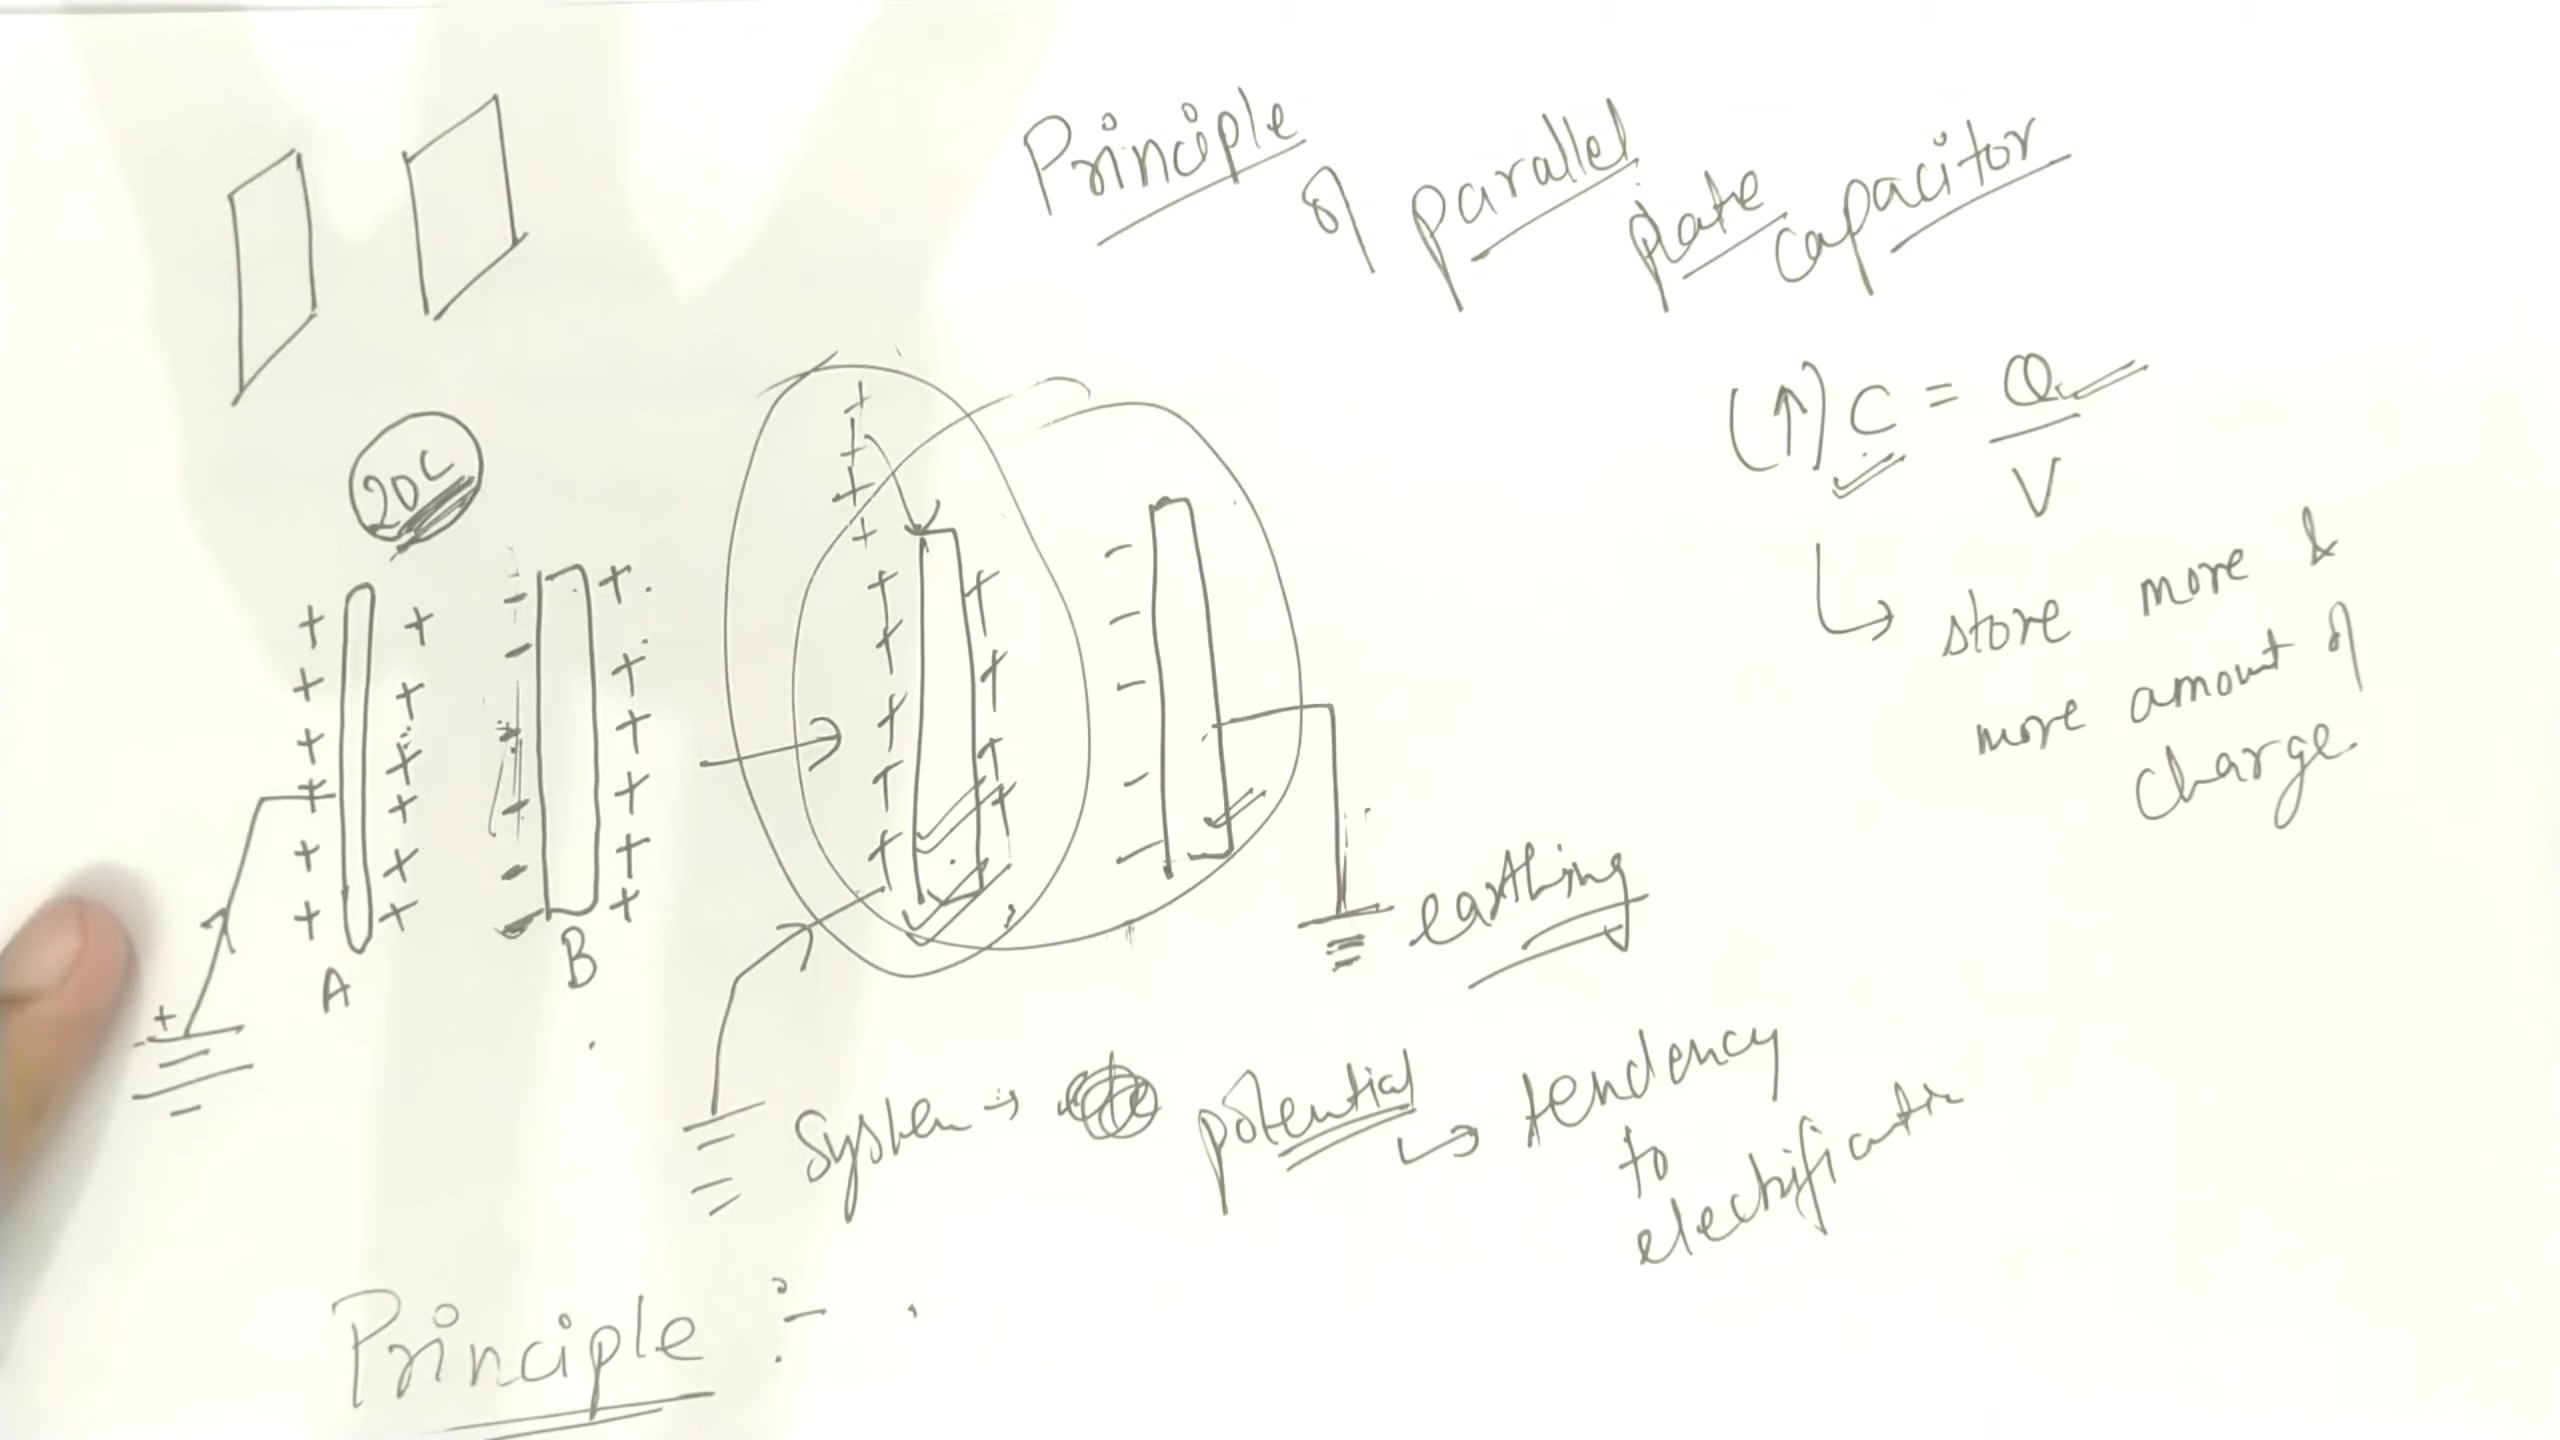 Principle of parallel plate capacitor
(↑) C = Q
V
↳ store more &
more amount of
charge
20C
A
B
earthing
System → potential ↳ tendency
to
electrification
Principle :-